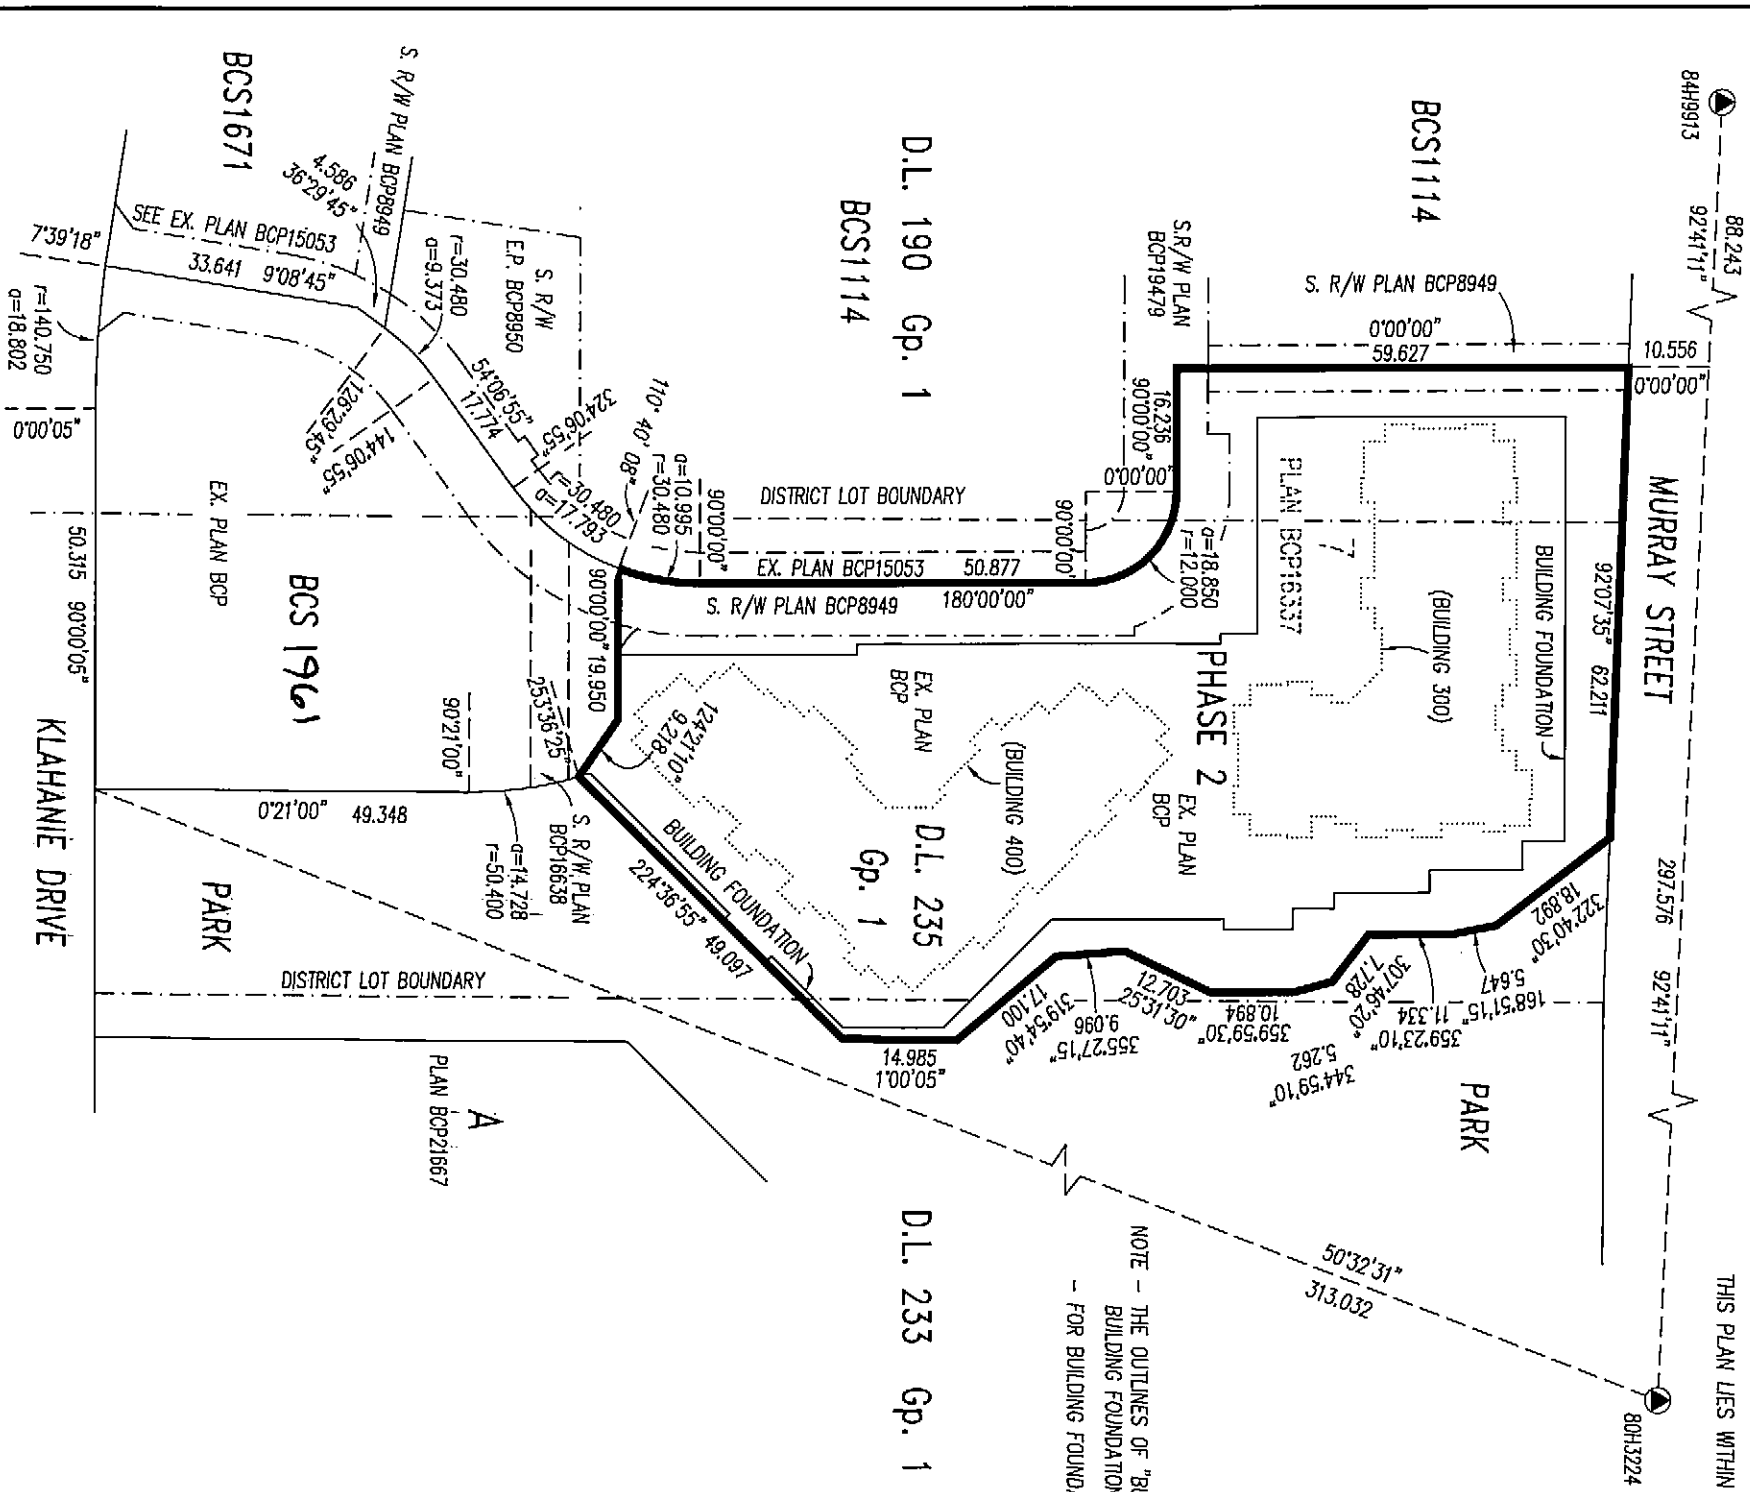 THIS PLAN LIES WITHIN
84H9913
88.243
92°41'11"
297.576 92°41'11"
80H3224
MURRAY STREET
10.556
0°00'00"
92°07'35" 62.211
BCS1114
S. R/W PLAN BCP8949
0°00'00"
59.627
BUILDING FOUNDATION
(BUILDING 300)
PLAN BCP16337
322°40'30"
18.892
168°51'15"
5.647
359°23'10"
11.334
307°46'20"
7.728
344°59'10"
5.262
359°59'30"
10.894
25°31'30"
12.703
355°27'15"
9.096
319°54'40"
17.100
PARK
S.R/W PLAN
BCP19479
16.236
90°00'00"
0°00'00"
90°00'00"
a=18.850
r=12.000
PHASE 2
EX. PLAN
BCP
50°32'31"
313.032
NOTE - THE OUTLINES OF "BU
BUILDING FOUNDATION
- FOR BUILDING FOUNDA
D.L. 190 Gp. 1
BCS1114
DISTRICT LOT BOUNDARY
EX. PLAN BCP15053 50.877
S. R/W PLAN BCP8949 180°00'00"
(BUILDING 400)
EX. PLAN
BCP
D.L. 235
Gp. 1
14.985
1°00'05"
D.L. 233 Gp. 1
90°00'00"
a=10.995
r=30.480
110°40'08"
BUILDING FOUNDATION
224°36'55" 49.097
124°21'10"
9.218
90°00'00" 19.950
253°36'25"
S. R/W PLAN
BCP16638
a=14.728
r=50.400
S. R/W
E.P. BCP8950
324°06'55"
r=30.480
a=17.793
54°06'55"
17.774
r=30.480
a=9.373
144°06'55"
126°29'45"
S. R/W PLAN BCP8949
4.586
36°29'45"
BCS1671
SEE EX. PLAN BCP15053
33.641 9°08'45"
7°39'18"
r=140.750
a=18.802
0°00'05"
EX. PLAN
BCP
BCS 1961
90°21'00"
0°21'00" 49.348
50.315 90°00'05"
PARK
DISTRICT LOT BOUNDARY
A
PLAN BCP21667
KLAHANIE DRIVE